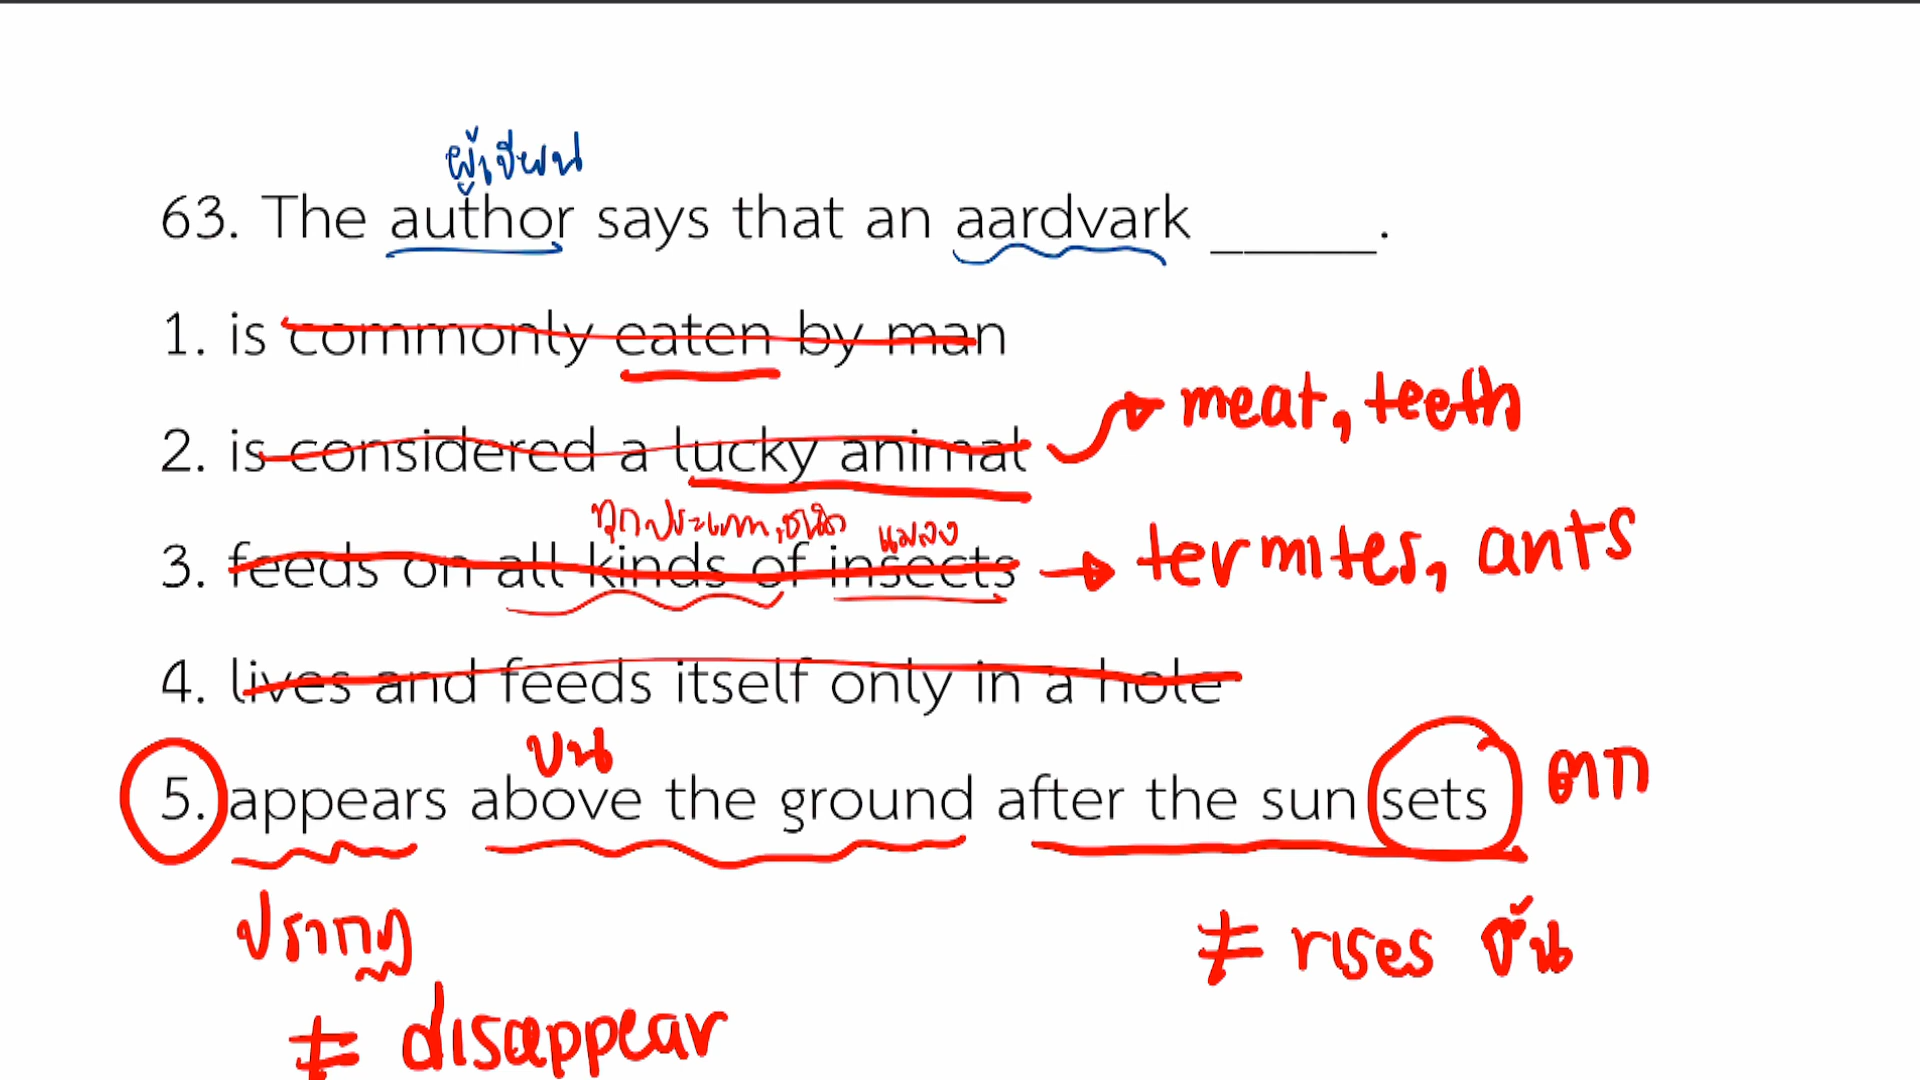 ผู้เขียน
63. The author says that an aardvark ______.
1. is commonly eaten by man
meat, teeth
2. is considered a lucky animal
ทุกประเภท, ชนิด แมลง
3. feeds on all kinds of insects → termites, ants
4. lives and feeds itself only in a hole
บน
5. appears above the ground after the sun sets ตก
ปรากฏ ≠ rises ขึ้น
≠ disappear